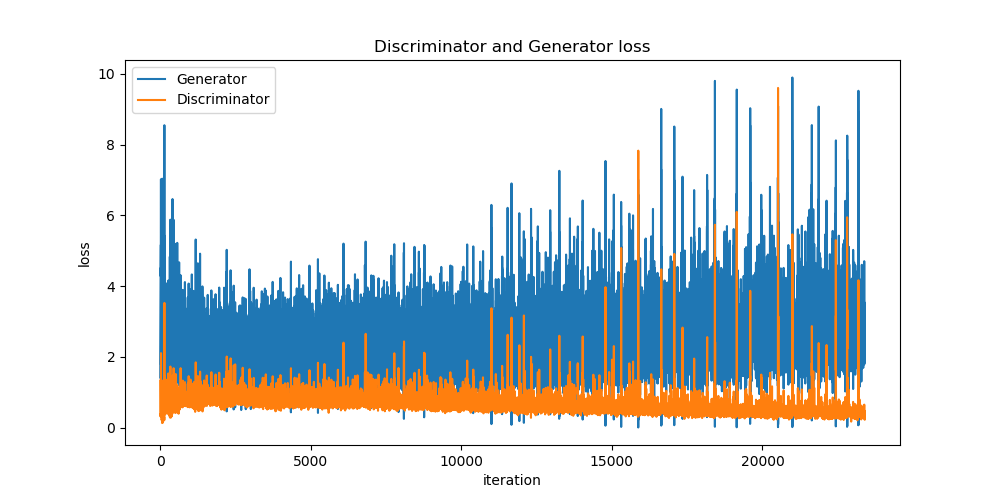 Discriminator and Generator loss
Generator
Discriminator
loss
10
8
6
4
2
0
0 5000 10000 15000 20000
iteration